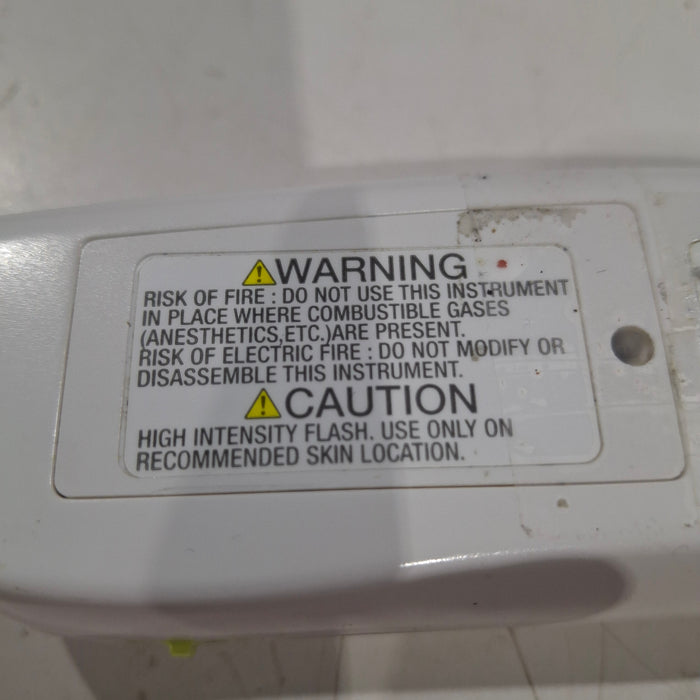 WARNING
RISK OF FIRE : DO NOT USE THIS INSTRUMENT
IN PLACE WHERE COMBUSTIBLE GASES
(ANESTHETICS,ETC.)ARE PRESENT.
RISK OF ELECTRIC FIRE : DO NOT MODIFY OR
DISASSEMBLE THIS INSTRUMENT.
CAUTION
HIGH INTENSITY FLASH. USE ONLY ON
RECOMMENDED SKIN LOCATION.